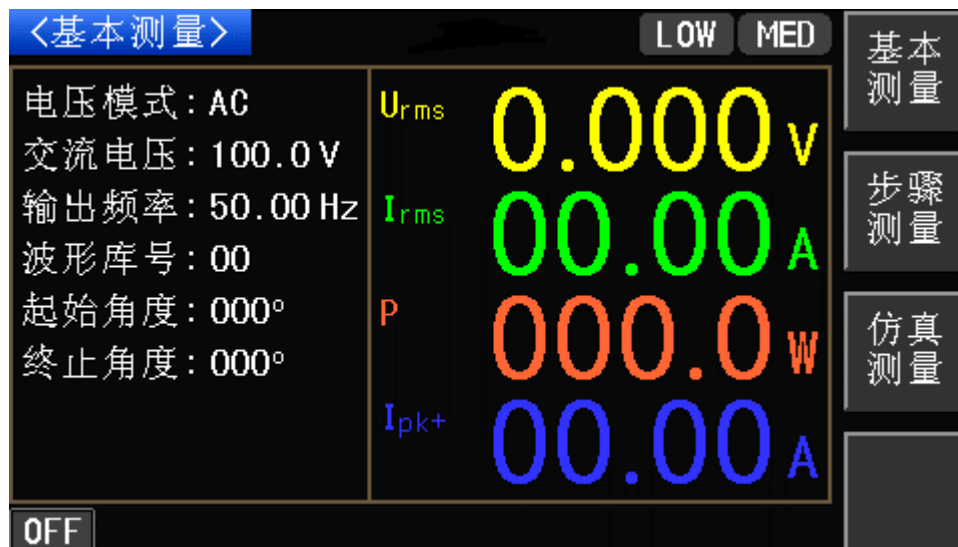 <基本测量>
LOW MED
电压模式:AC
交流电压:100.0V
输出频率:50.00Hz
波形库号:00
起始角度:000°
终止角度:000°
Urms 0.000 V
Irms 00.00 A
P 000.0 W
Ipk+ 00.00 A
基本
测量
步骤
测量
仿真
测量
OFF